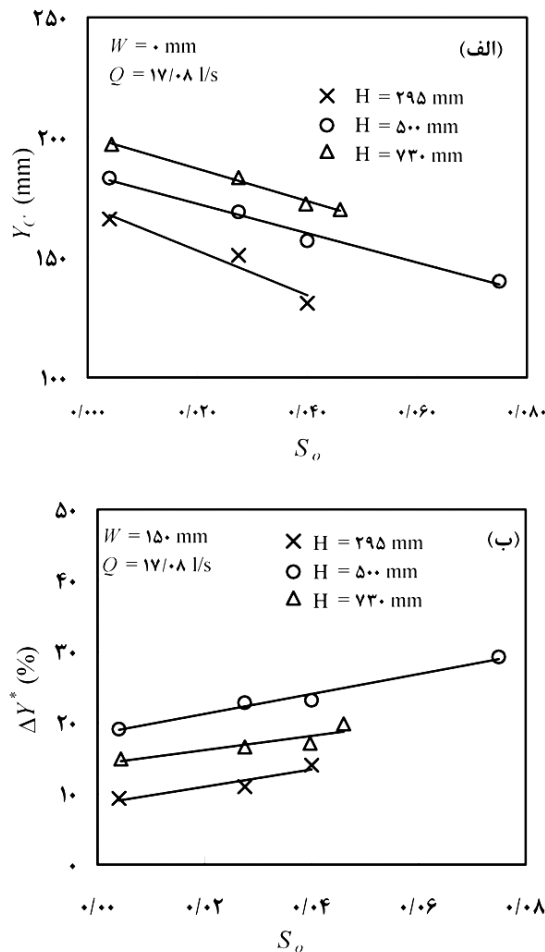 ۲۵۰
W = ۰ mm
(الف)
Q = ۱۷/۰۸ l/s
H = ۲۹۵ mm
۲۰۰
H = ۵۰۰ mm
H = ۷۳۰ mm
Y_C (mm)
۱۵۰
۱۰۰
۰/۰۰۰ ۰/۰۲۰ ۰/۰۴۰ ۰/۰۶۰ ۰/۰۸۰
S_o
۵۰
W = ۱۵۰ mm
H = ۲۹۵ mm
(ب)
Q = ۱۷/۰۸ l/s
H = ۵۰۰ mm
۴۰
H = ۷۳۰ mm
۳۰
ΔY* (%)
۲۰
۱۰
۰
۰/۰۰ ۰/۰۲ ۰/۰۴ ۰/۰۶ ۰/۰۸
S_o